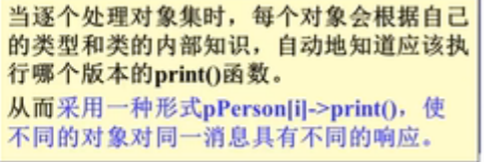 当逐个处理对象集时，每个对象会根据自己
的类型和类的内部知识，自动地知道应该执
行哪个版本的print()函数。
从而采用一种形式pPerson[i]->print()，使
不同的对象对同一消息具有不同的响应。